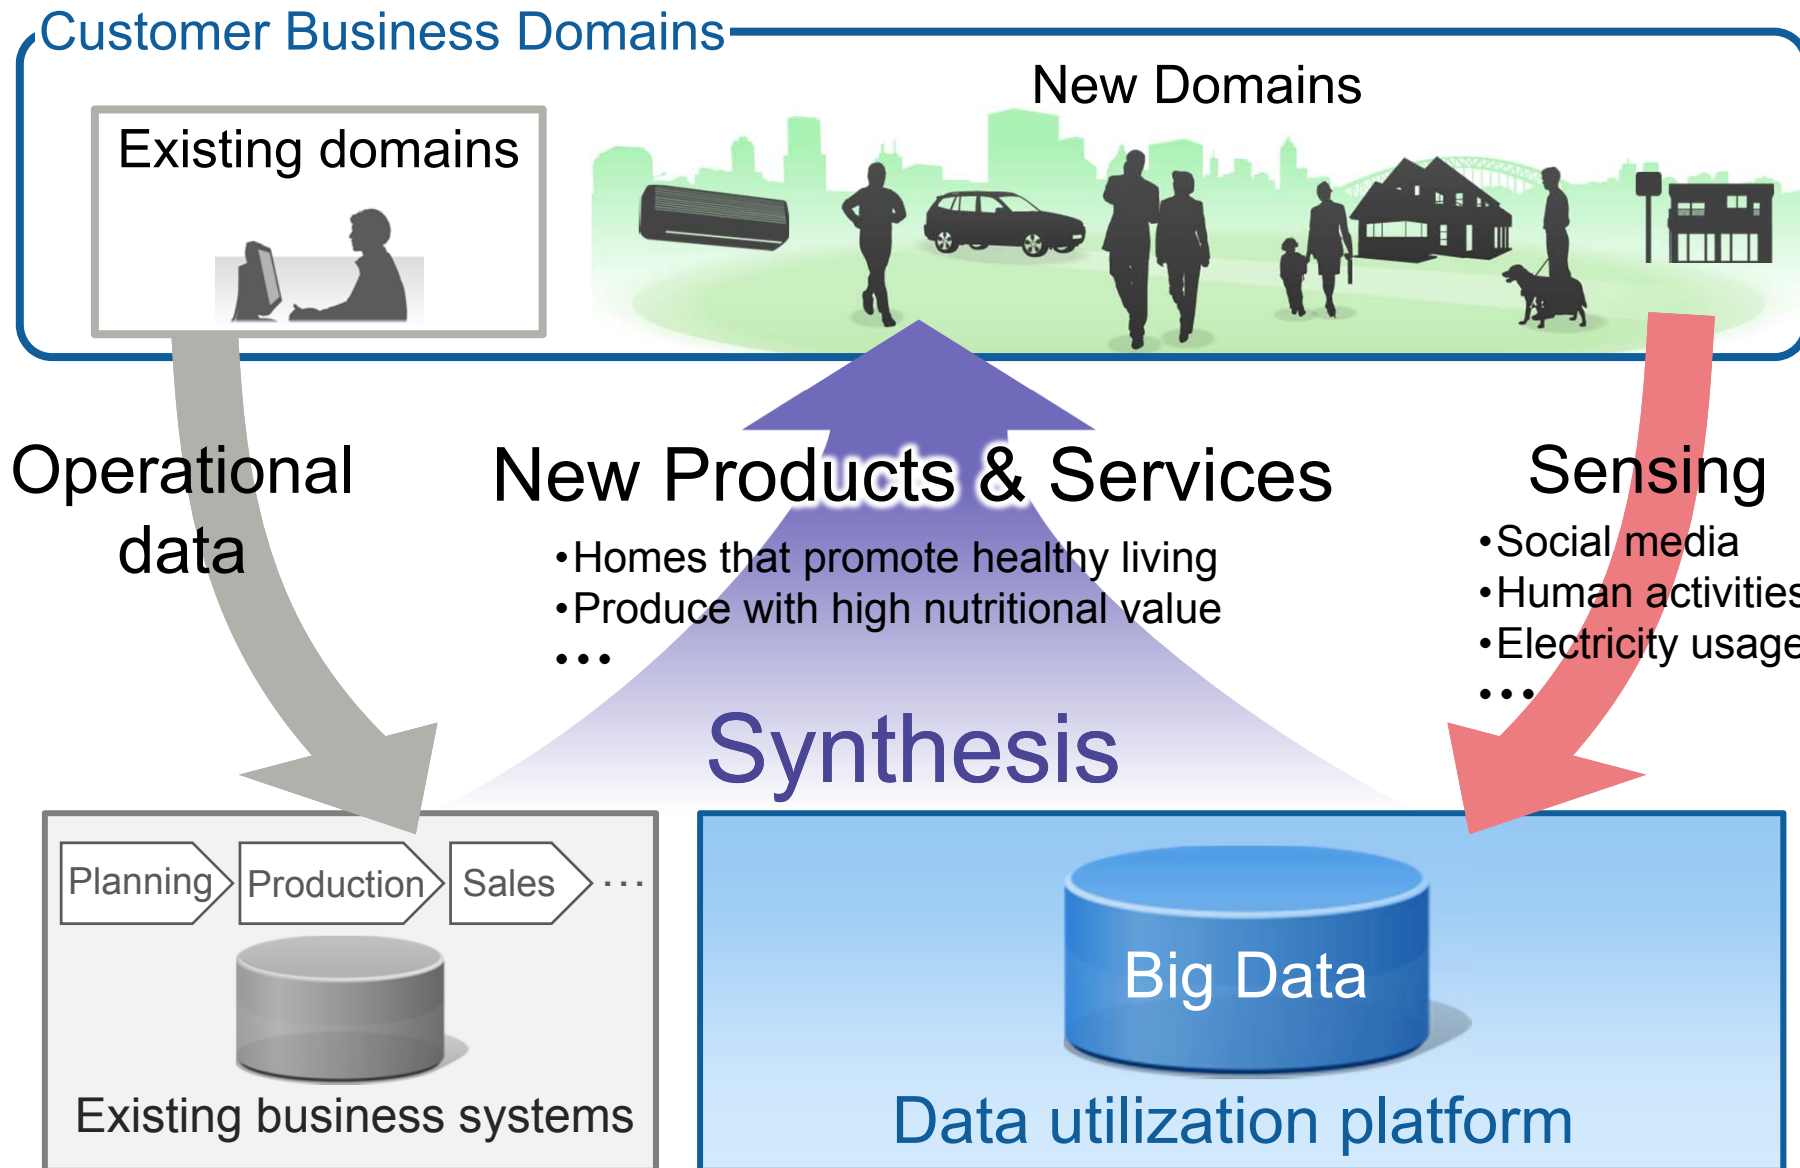 Customer Business Domains
New Domains
Existing domains
Operational
data
New Products & Services
•Homes that promote healthy living
•Produce with high nutritional value
•••
Sensing
•Social media
•Human activities
•Electricity usage
•••
Synthesis
Planning
Production
Sales
...
Existing business systems
Big Data
Data utilization platform